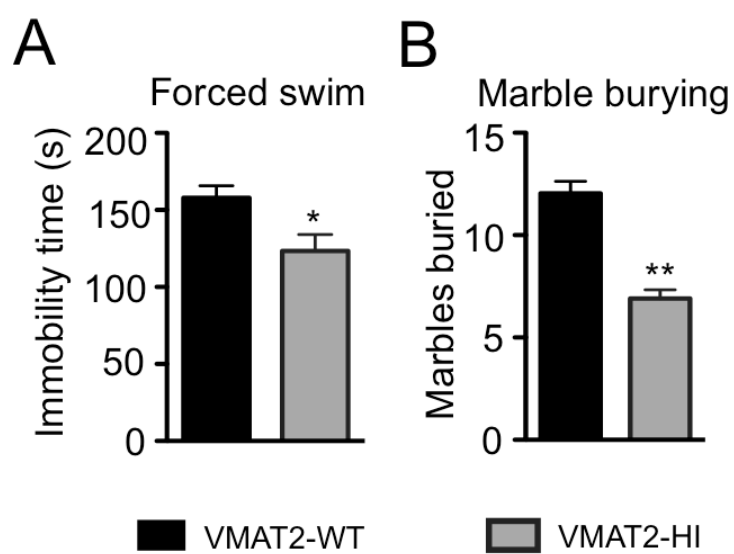 A
Forced swim
Immobility time (s)
200
150
100
50
0
*
B
Marble burying
Marbles buried
15
10
5
0
**
VMAT2-WT
VMAT2-HI